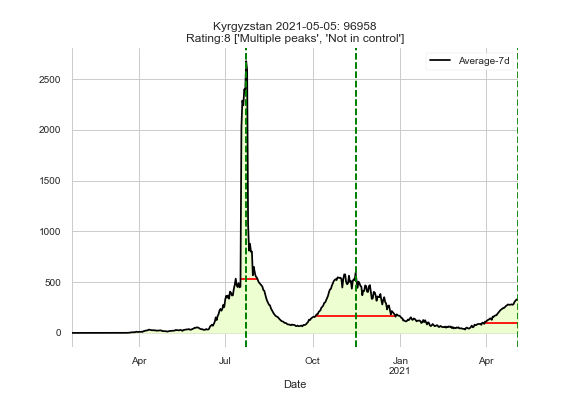 Kyrgyzstan 2021-05-05: 96958
Rating:8 ['Multiple peaks', 'Not in control']
Average-7d
2500
2000
1500
1000
500
0
Apr
Jul
Oct
Jan
2021
Apr
Date